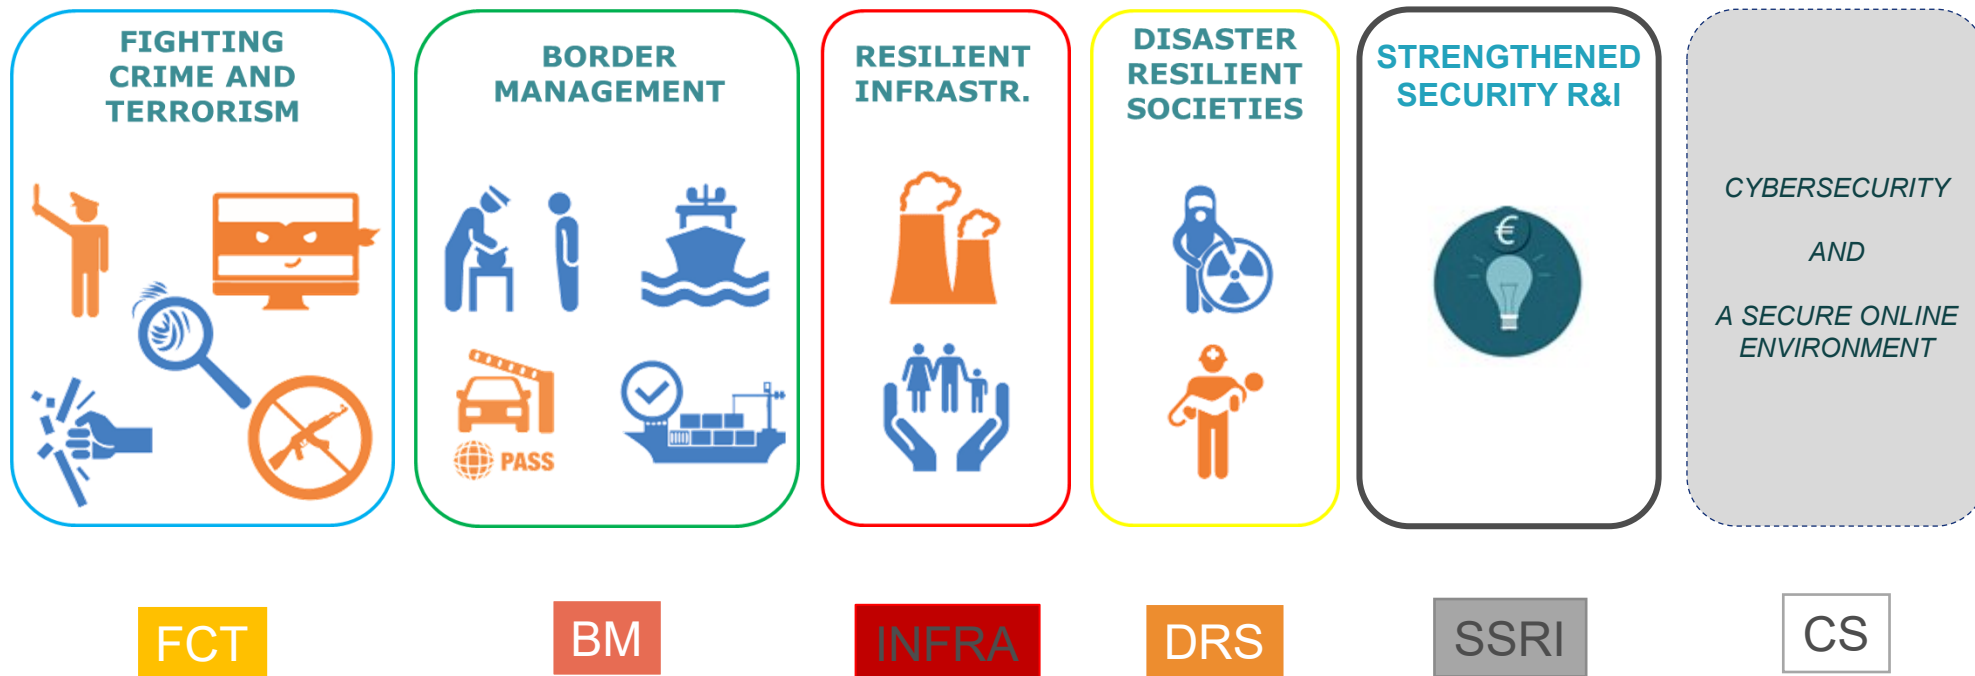 FIGHTING
CRIME AND
TERRORISM
BORDER
MANAGEMENT
PASS
RESILIENT
INFRASTR.
DISASTER
RESILIENT
SOCIETIES
STRENGTHENED
SECURITY R&I
€
CYBERSECURITY
AND
A SECURE ONLINE
ENVIRONMENT
FCT
BM
INFRA
DRS
SSRI
CS